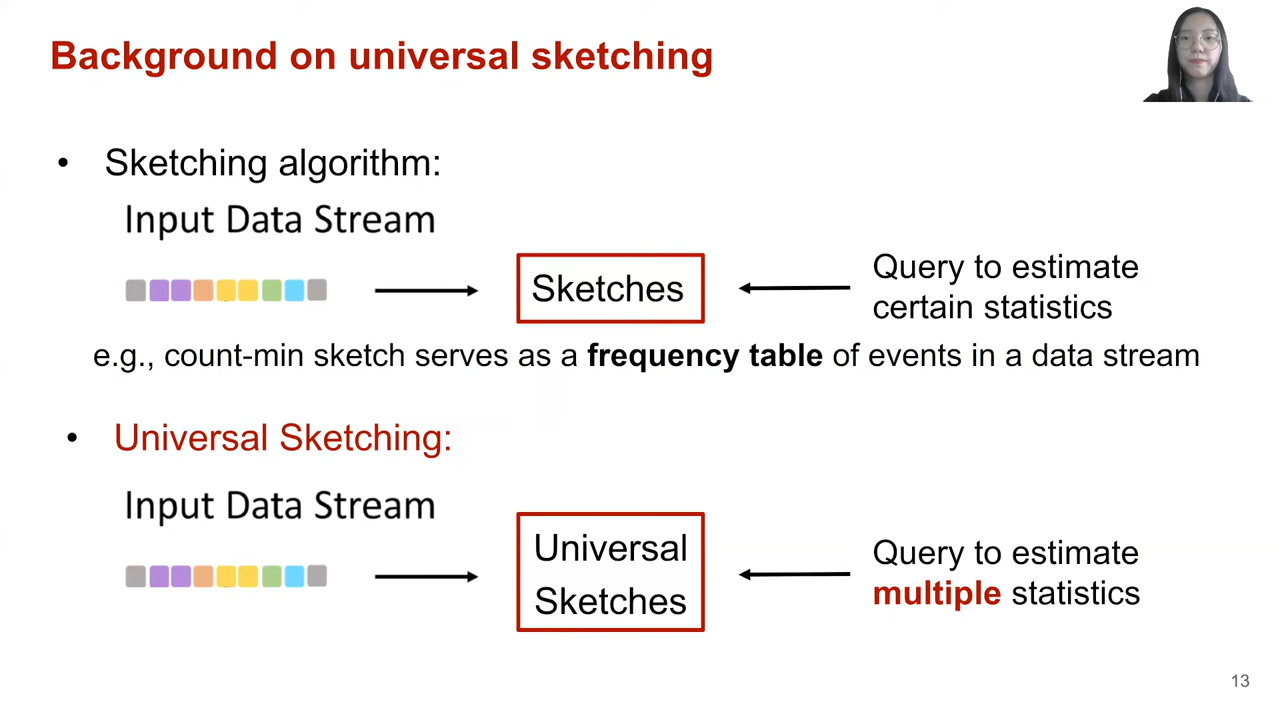 Background on universal sketching
• Sketching algorithm:
Input Data Stream
Sketches
Query to estimate
certain statistics
e.g., count-min sketch serves as a frequency table of events in a data stream
• Universal Sketching:
Input Data Stream
Universal
Sketches
Query to estimate
multiple statistics
13